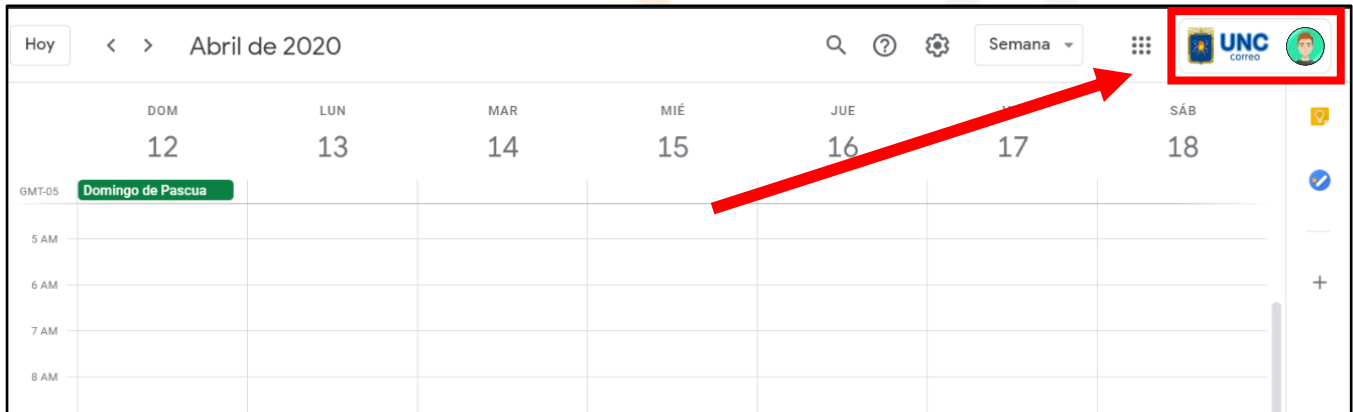 Hoy
Abril de 2020
Semana
UNC
correo
DOM LUN MAR MIÉ JUE SÁB
12 13 14 15 16 17 18
GMT-05 Domingo de Pascua
5 AM
6 AM
7 AM
8 AM